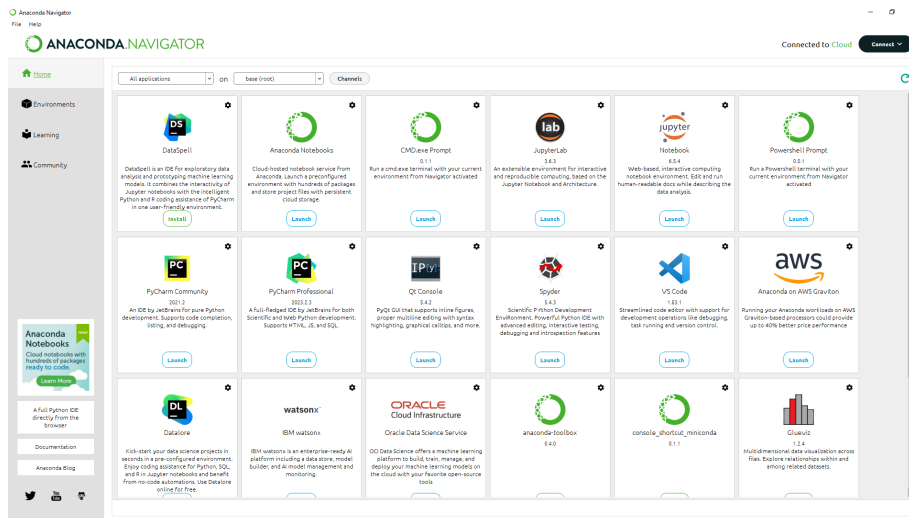 Anaconda Navigator
File Help
ANACONDA.NAVIGATOR
Connected to Cloud
Connect
Home
Environments
Learning
Community
All applications
on
base (root)
Channels
DS
DataSpell
DataSpell is an IDE for exploratory data
analysis and prototyping machine learning
models. It combines the interactivity of
Jupyter notebooks with the intelligent
Python and R coding assistance of PyCharm
in one user-friendly environment.
Install
Anaconda Notebooks
Cloud-hosted notebook service from
Anaconda. Launch a preconfigured
environment with hundreds of packages
and store project files with persistent
cloud storage.
Launch
CMD.exe Prompt
0.1.1
Run a cmd.exe terminal with your current
environment from Navigator activated
Launch
lab
JupyterLab
3.6.3
An extensible environment for interactive
and reproducible computing, based on the
Jupyter Notebook and Architecture.
Launch
jupyter
Notebook
6.5.4
Web-based, interactive computing
notebook environment. Edit and run
human-readable docs while describing the
data analysis.
Launch
Powershell Prompt
0.0.1
Run a Powershell terminal with your
current environment from Navigator
activated
Launch
PC
PyCharm Community
2021.2
An IDE by JetBrains for pure Python
development. Supports code completion,
listing, and debugging.
Launch
PC
PyCharm Professional
2023.2.3
A full-fledged IDE by JetBrains for both
Scientific and Web Python development.
Supports HTML, JS, and SQL.
Launch
IP[y]:
Qt Console
5.4.2
PyQt GUI that supports inline figures,
proper multiline editing with syntax
highlighting, graphical calltips, and more.
Launch
Spyder
5.4.3
Scientific PYthon Development
EnviRonment. Powerful Python IDE with
advanced editing, interactive testing,
debugging and introspection features
Launch
VS Code
1.83.1
Streamlined code editor with support for
development operations like debugging,
task running and version control.
Launch
aws
Anaconda on AWS Graviton
Running your Anaconda workloads on AWS
Graviton-based processors could provide
up to 40% better price performance
Launch
DL
Datalore
Kick-start your data science projects in
seconds in a pre-configured environment.
Enjoy coding assistance for Python, SQL,
and R in Jupyter notebooks and benefit
from no-code automations. Use Datalore
online for free.
watsonx
IBM watsonx
IBM watsonx is an enterprise-ready AI
platform including a data store, model
builder, and AI model management and
monitoring.
ORACLE
Cloud Infrastructure
Oracle Data Science Service
OCI Data Science offers a machine learning
platform to build, train, manage, and
deploy your machine learning models on
the cloud with your favorite open-source
tools
anaconda-toolbox
0.4.0
console_shortcut_miniconda
0.1.1
Glueviz
1.2.4
Multidimensional data visualization across
files. Explore relationships within and
among related datasets.
Anaconda
Notebooks
Cloud notebooks with
hundreds of packages
ready to code.
Learn More
A Full Python IDE
directly from the
browser
Documentation
Anaconda Blog
You